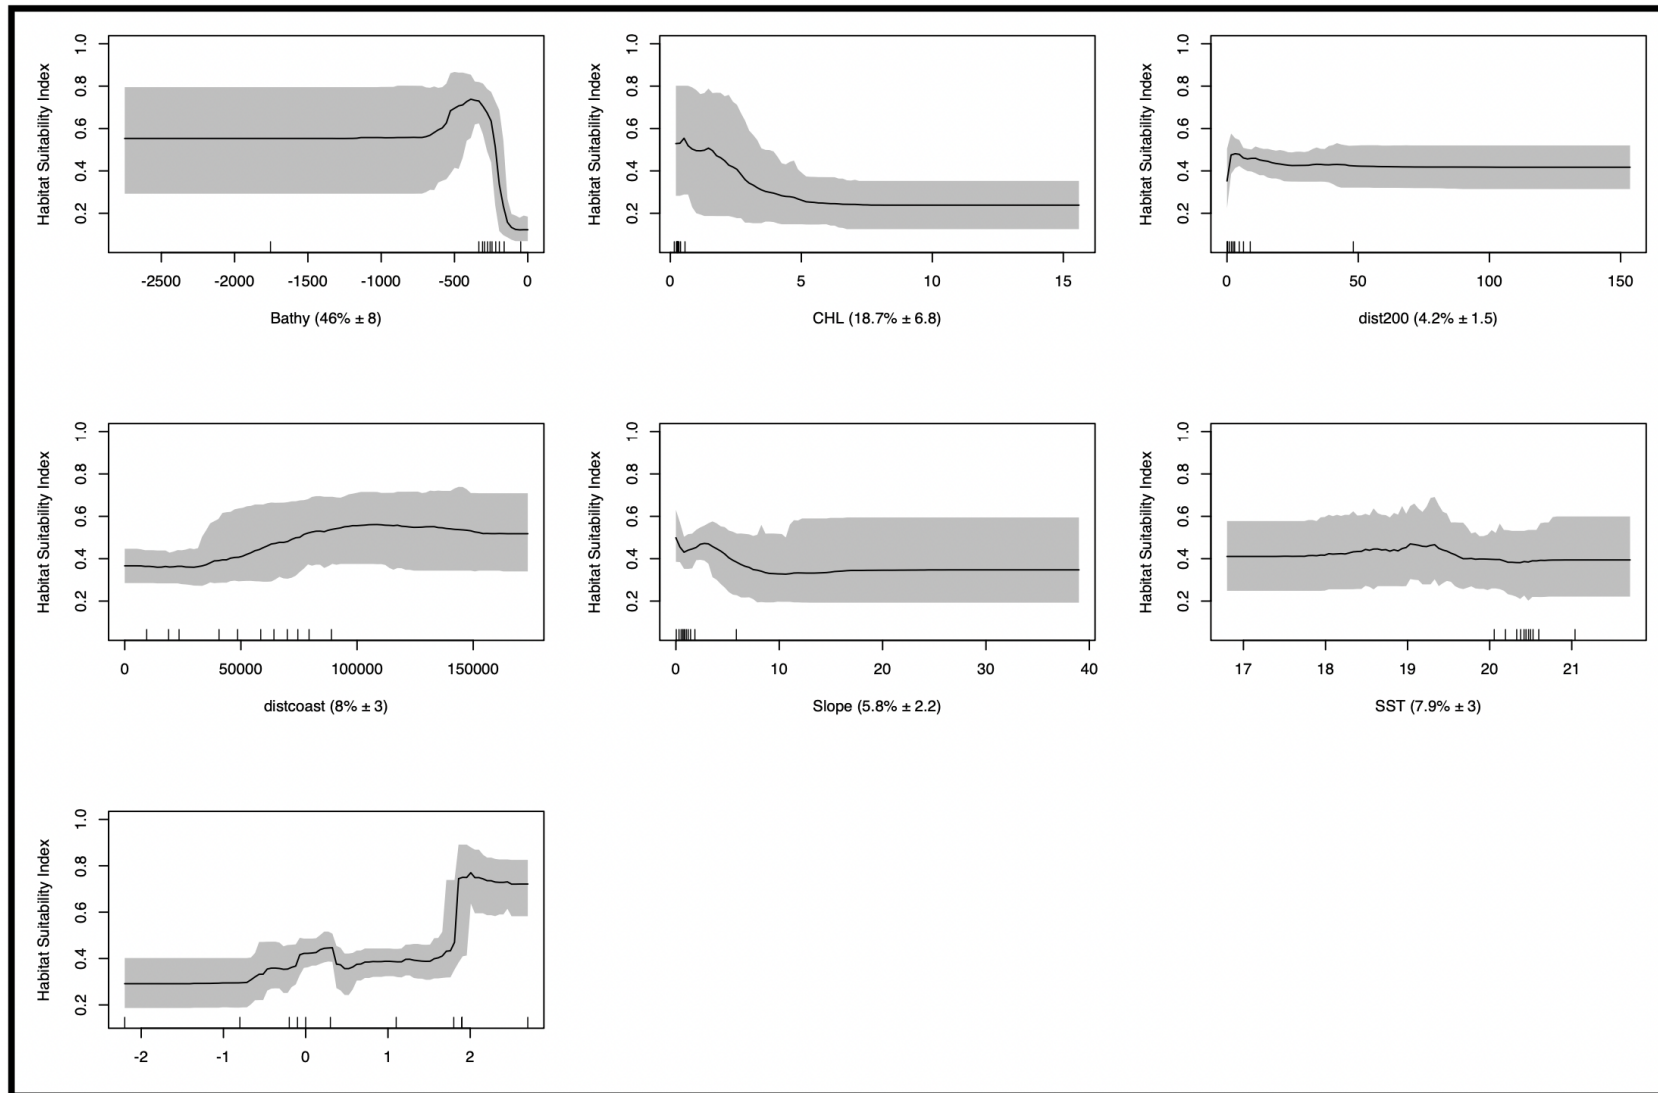 1.0
0.8
0.6
0.4
0.2
Habitat Suitability Index
-2500 -2000 -1500 -1000 -500 0
Bathy (46% ± 8)
1.0
0.8
0.6
0.4
0.2
Habitat Suitability Index
0 5 10 15
CHL (18.7% ± 6.8)
1.0
0.8
0.6
0.4
0.2
Habitat Suitability Index
0 50 100 150
dist200 (4.2% ± 1.5)
1.0
0.8
0.6
0.4
0.2
Habitat Suitability Index
0 50000 100000 150000
distcoast (8% ± 3)
1.0
0.8
0.6
0.4
0.2
Habitat Suitability Index
0 10 20 30 40
Slope (5.8% ± 2.2)
1.0
0.8
0.6
0.4
0.2
Habitat Suitability Index
17 18 19 20 21
SST (7.9% ± 3)
1.0
0.8
0.6
0.4
0.2
Habitat Suitability Index
-2 -1 0 1 2